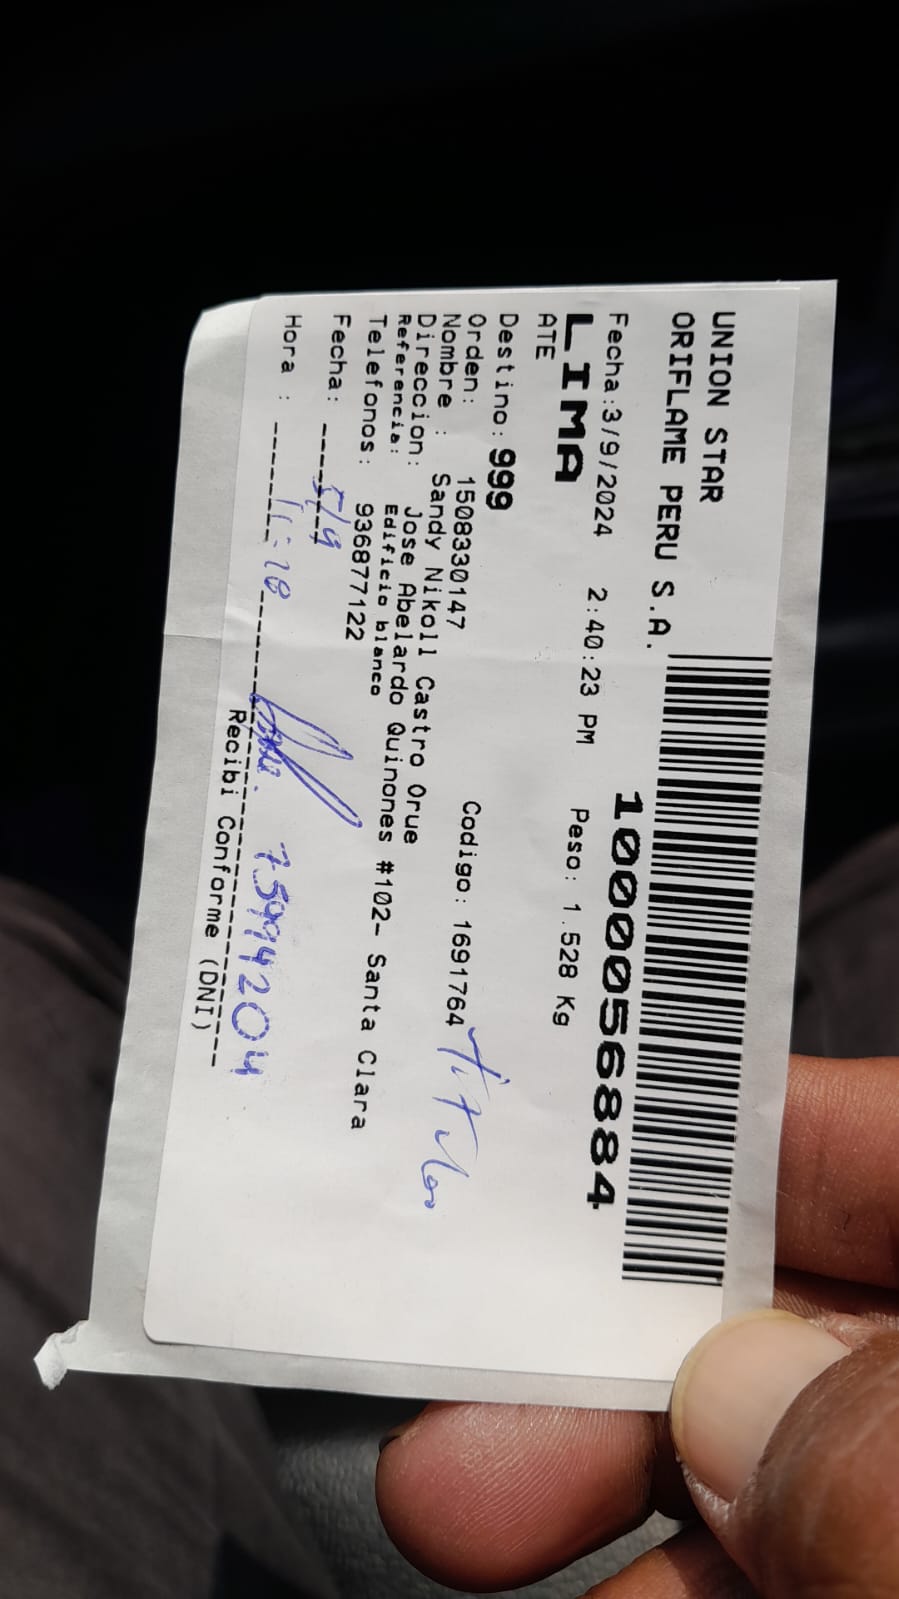 UNION STAR
ORIFLAME PERU S.A.
1000056884
Fecha:3/9/2024 2:40:23 PM Peso: 1.528 Kg
LIMA
ATE
Destino: 999
Orden: 1508330147 Codigo: 1691764
Nombre : Sandy Nikoll Castro Orue
Direccion: Jose Abelardo Quinones #102- Santa Clara
Referencia: Edificio blanco
Telefonos: 936877122
Fecha: 5/9
Hora : 11:18
75994204
Recibi Conforme (DNI)